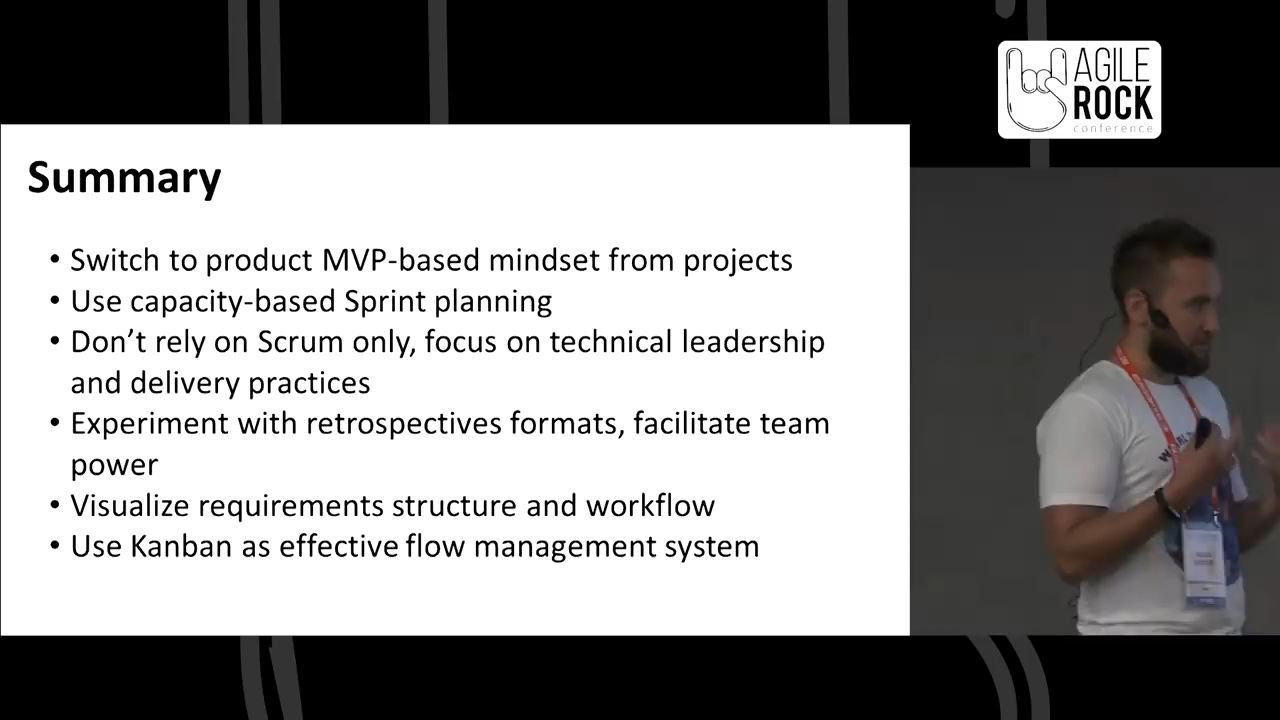 AGILE
ROCK
conference
Summary
• Switch to product MVP-based mindset from projects
• Use capacity-based Sprint planning
• Don’t rely on Scrum only, focus on technical leadership
and delivery practices
• Experiment with retrospectives formats, facilitate team
power
• Visualize requirements structure and workflow
• Use Kanban as effective flow management system